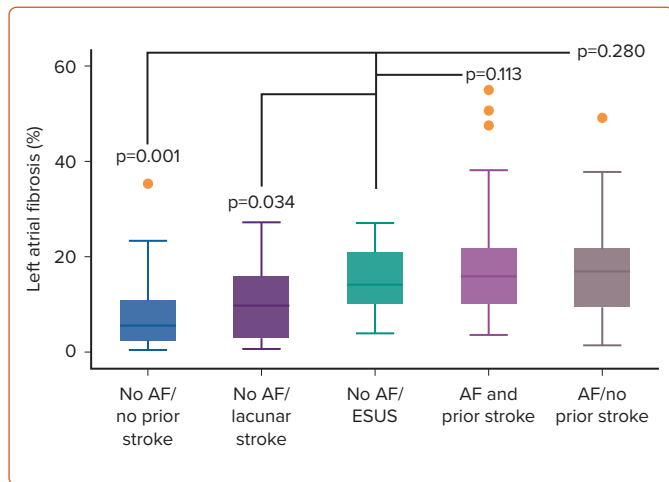 Left atrial fibrosis (%)
60
40
20
0
p=0.280
p=0.113
p=0.001
p=0.034
No AF/
no prior
stroke
No AF/
lacunar
stroke
No AF/
ESUS
AF and
prior stroke
AF/no
prior stroke